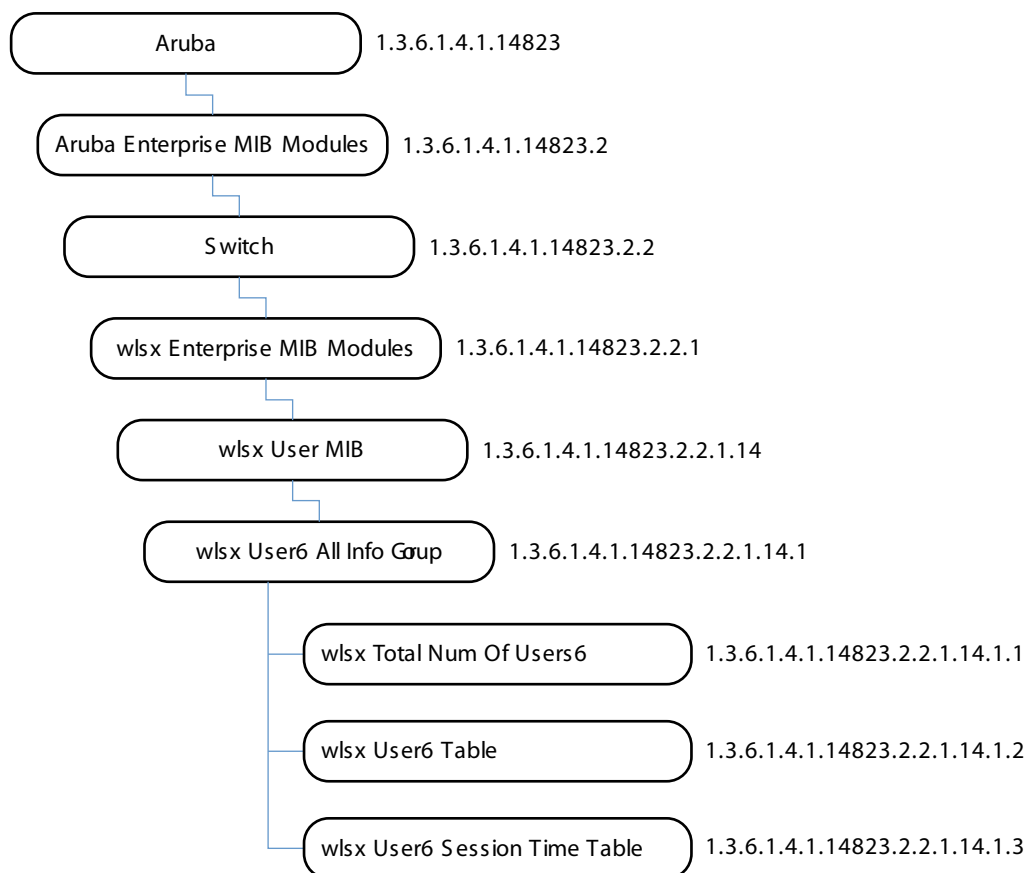 Aruba 1.3.6.1.4.1.14823
Aruba Enterprise MIB Modules 1.3.6.1.4.1.14823.2
Switch 1.3.6.1.4.1.14823.2.2
wlsx Enterprise MIB Modules 1.3.6.1.4.1.14823.2.2.1
wlsx User MIB 1.3.6.1.4.1.14823.2.2.1.14
wlsx User6 All Info Gorup 1.3.6.1.4.1.14823.2.2.1.14.1
wlsx Total Num Of Users6 1.3.6.1.4.1.14823.2.2.1.14.1.1
wlsx User6 Table 1.3.6.1.4.1.14823.2.2.1.14.1.2
wlsx User6 Session Time Table 1.3.6.1.4.1.14823.2.2.1.14.1.3